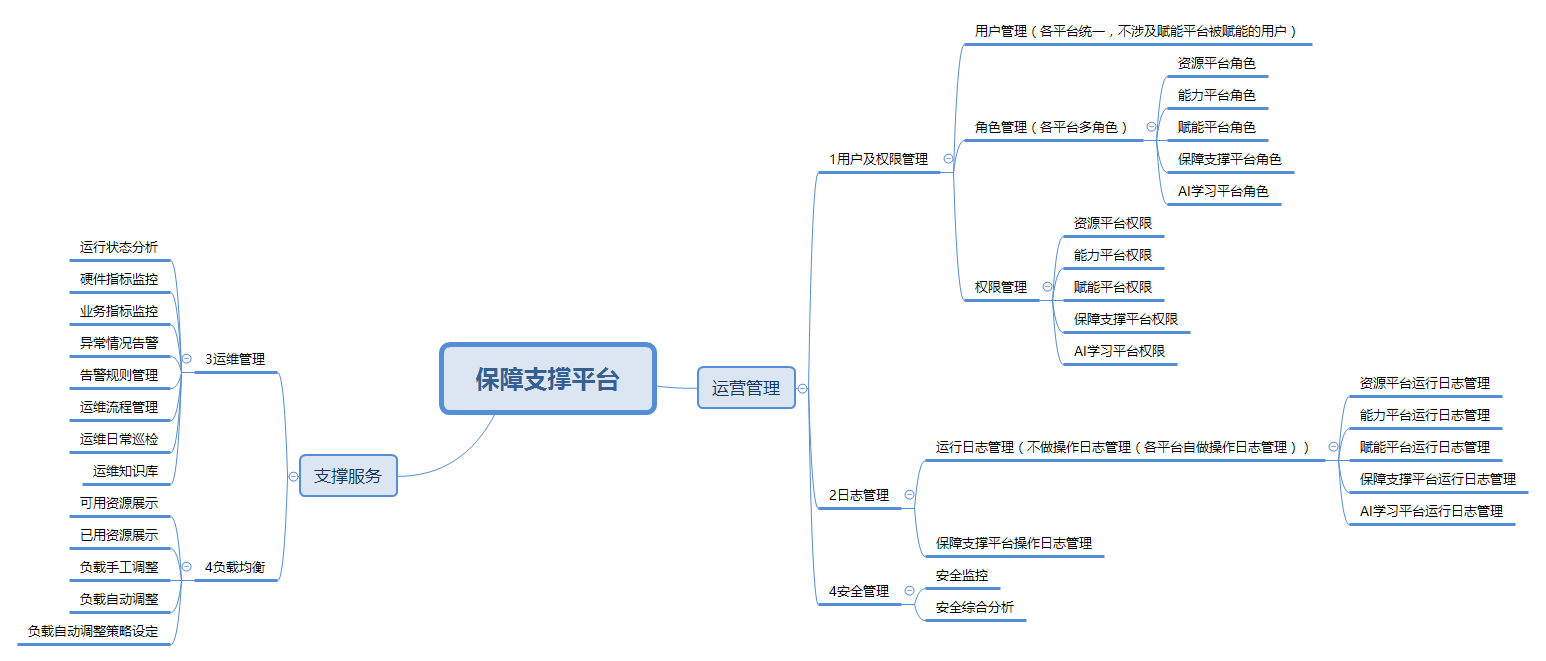 保障支撑平台
运营管理
1用户及权限管理
用户管理（各平台统一，不涉及赋能平台被赋能的用户）
角色管理（各平台多角色）
资源平台角色
能力平台角色
赋能平台角色
保障支撑平台角色
AI学习平台角色
权限管理
资源平台权限
能力平台权限
赋能平台权限
保障支撑平台权限
AI学习平台权限
2日志管理
运行日志管理（不做操作日志管理（各平台自做操作日志管理））
资源平台运行日志管理
能力平台运行日志管理
赋能平台运行日志管理
保障支撑平台运行日志管理
AI学习平台运行日志管理
保障支撑平台操作日志管理
4安全管理
安全监控
安全综合分析
支撑服务
3运维管理
运行状态分析
硬件指标监控
业务指标监控
异常情况告警
告警规则管理
运维流程管理
运维日常巡检
运维知识库
4负载均衡
可用资源展示
已用资源展示
负载手工调整
负载自动调整
负载自动调整策略设定